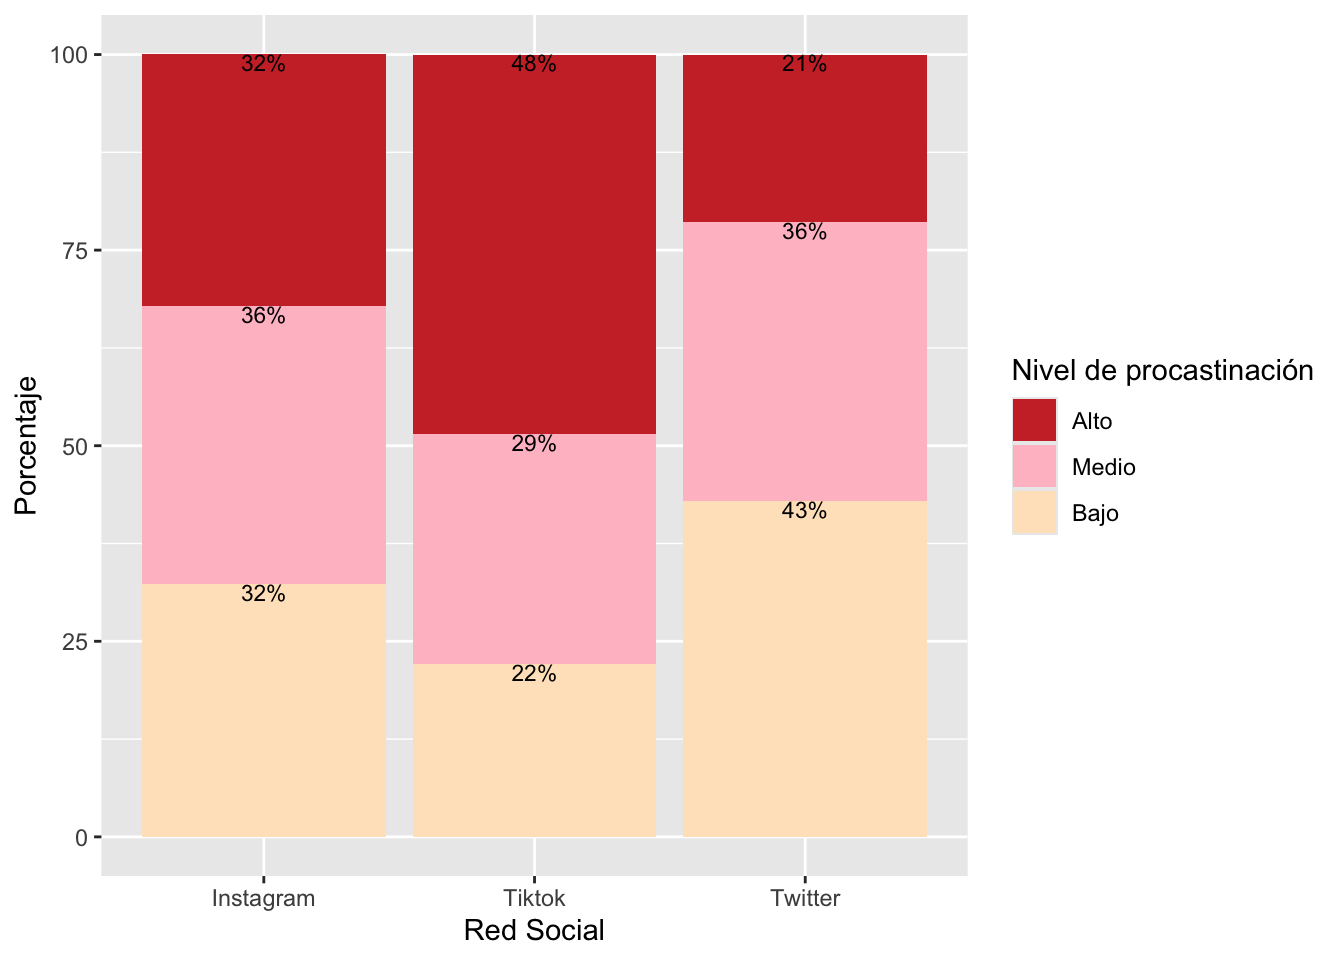 100
75
50
25
0
Porcentaje
32%
48%
21%
36%
36%
29%
43%
32%
22%
Instagram
Tiktok
Twitter
Red Social
Nivel de procastinación
Alto
Medio
Bajo